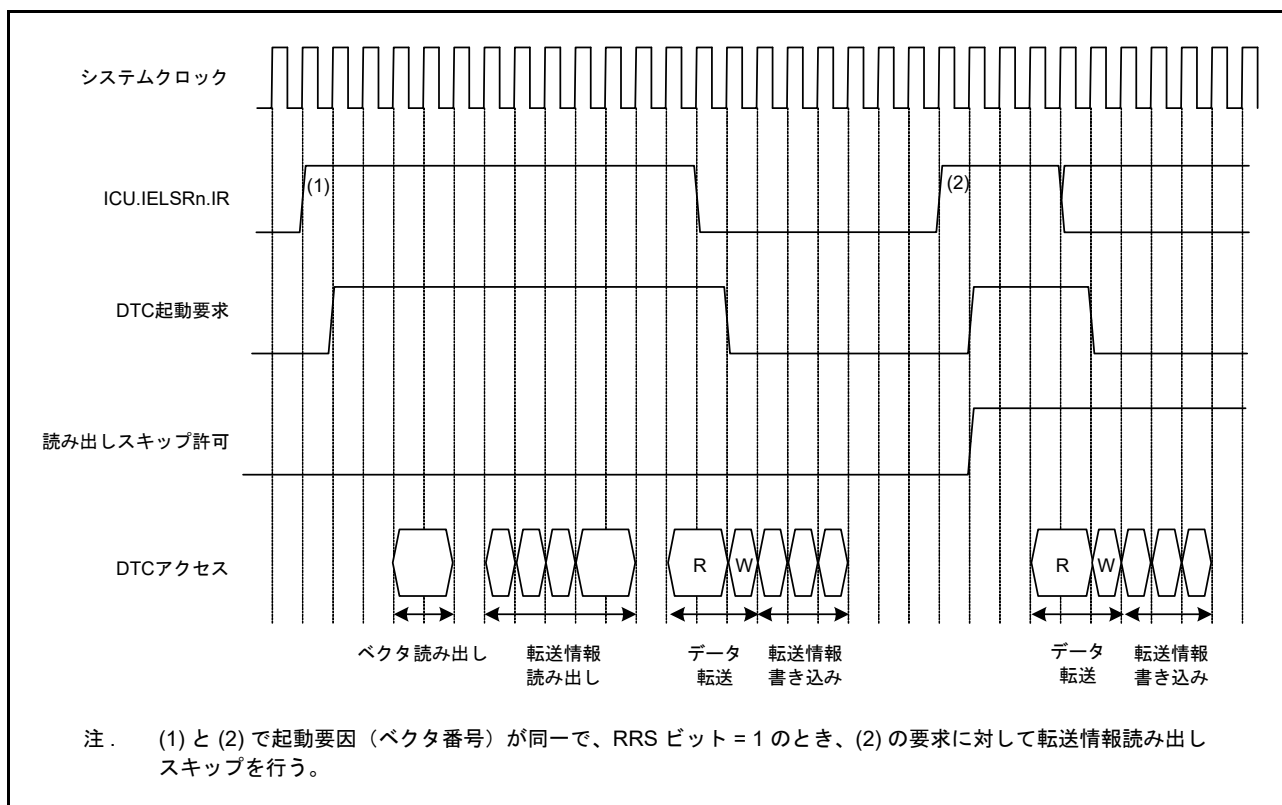 システムクロック
ICU.IELSRn.IR
(1)
(2)
DTC起動要求
読み出しスキップ許可
DTCアクセス
R
W
R
W
ベクタ読み出し
転送情報
読み出し
データ
転送
転送情報
書き込み
データ
転送
転送情報
書き込み
注 . (1) と (2) で起動要因（ベクタ番号）が同一で、RRS ビット = 1 のとき、(2) の要求に対して転送情報読み出し
スキップを行う。